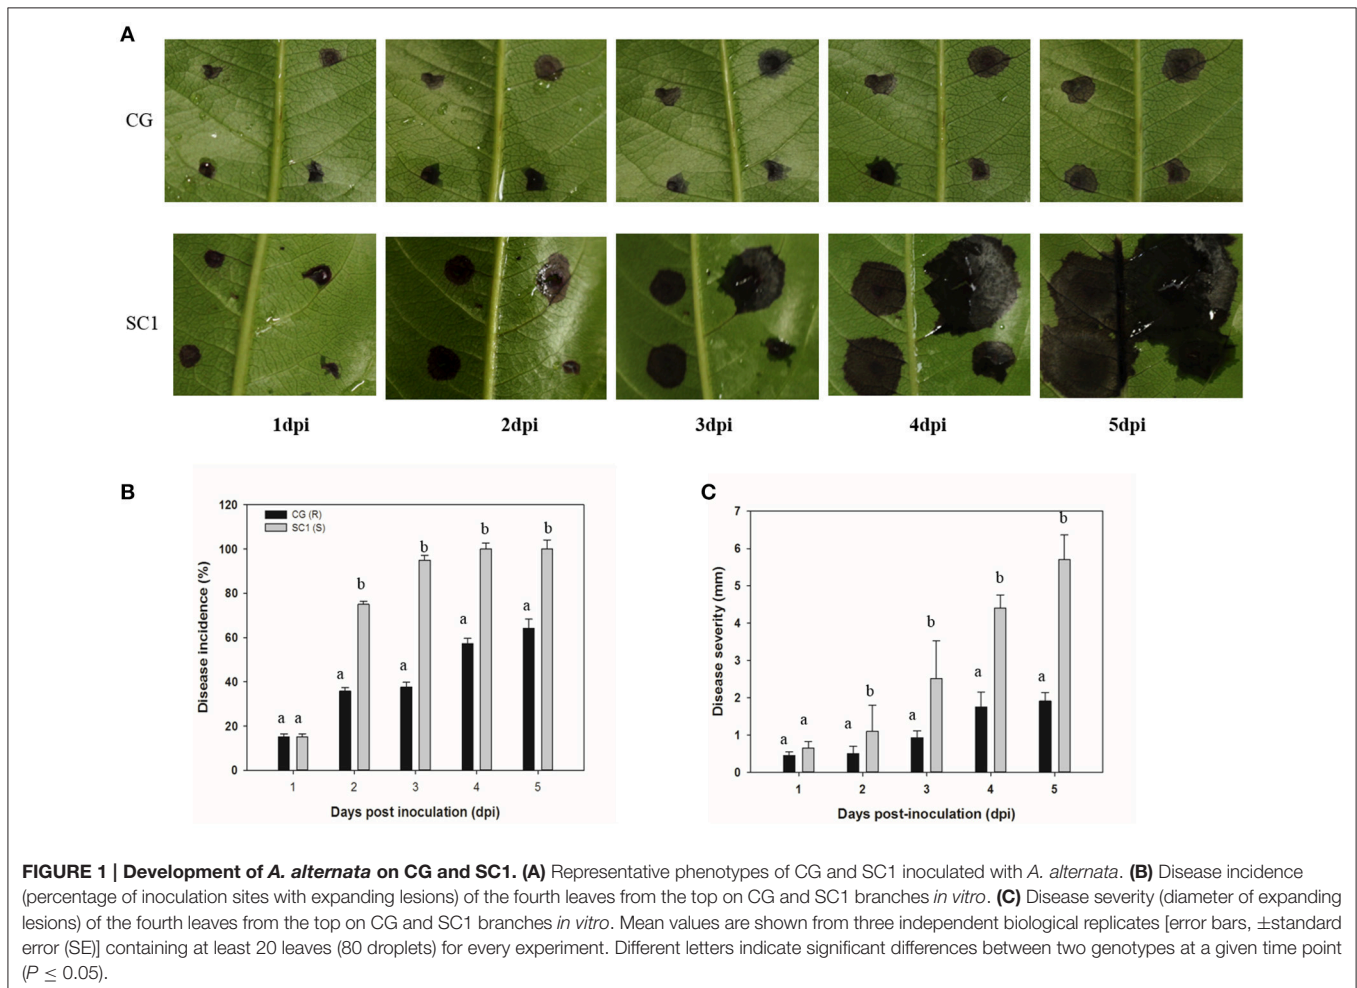 A
CG
SC1
1dpi 2dpi 3dpi 4dpi 5dpi
B
120
100
80
60
40
20
0
Disease incidence (%)
CG (R)
SC1 (S)
a a a b a b a b a b
1 2 3 4 5
Days post inoculation (dpi)
C
7
6
5
4
3
2
1
0
Disease severity (mm)
a a a b a b a b a b
1 2 3 4 5
Days post-inoculation (dpi)
FIGURE 1 | Development of A. alternata on CG and SC1. (A) Representative phenotypes of CG and SC1 inoculated with A. alternata. (B) Disease incidence
(percentage of inoculation sites with expanding lesions) of the fourth leaves from the top on CG and SC1 branches in vitro. (C) Disease severity (diameter of expanding
lesions) of the fourth leaves from the top on CG and SC1 branches in vitro. Mean values are shown from three independent biological replicates [error bars, ±standard
error (SE)] containing at least 20 leaves (80 droplets) for every experiment. Different letters indicate significant differences between two genotypes at a given time point
(P ≤ 0.05).